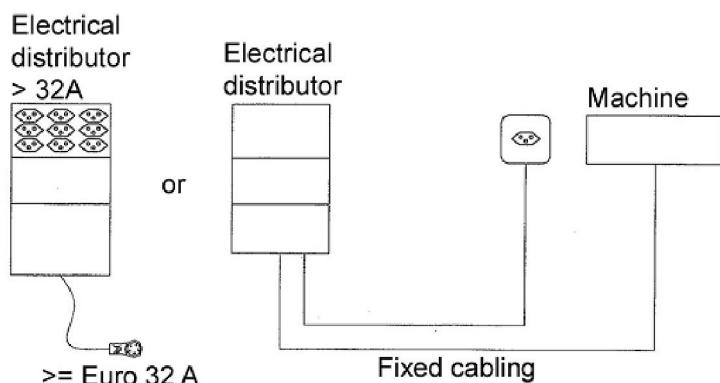 Electrical
distributor
> 32A
or
>= Euro 32 A
Electrical
distributor
Machine
Fixed cabling